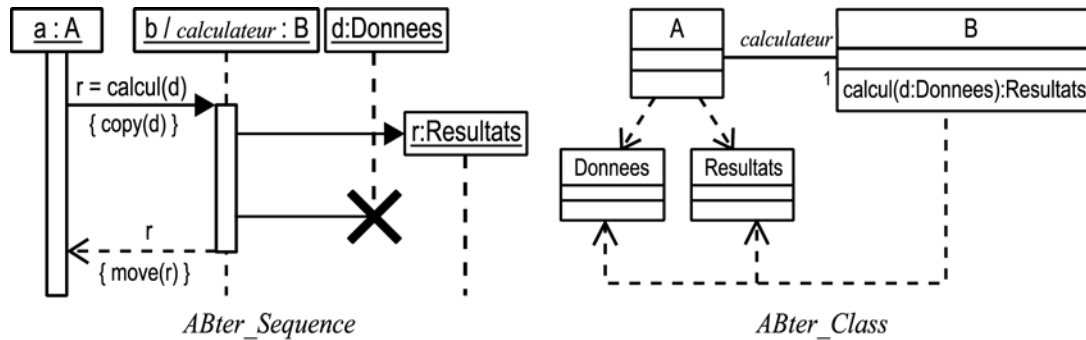 a : A
b / calculateur : B
d:Donnees
r = calcul(d)
{ copy(d) }
r:Resultats
r
{ move(r) }
ABter_Sequence
A
calculateur
1
B
calcul(d:Donnees):Resultats
Donnees
Resultats
ABter_Class